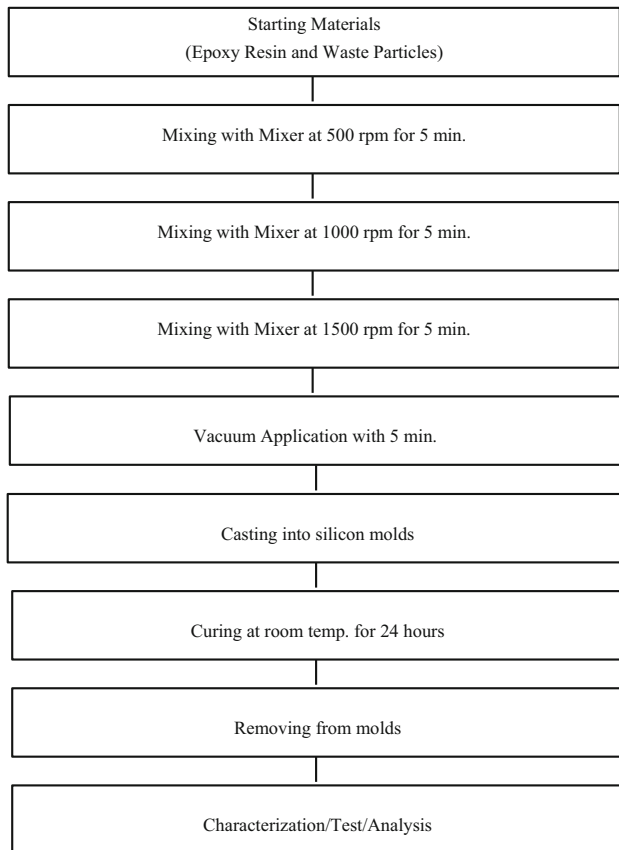 Starting Materials
(Epoxy Resin and Waste Particles)
Mixing with Mixer at 500 rpm for 5 min.
Mixing with Mixer at 1000 rpm for 5 min.
Mixing with Mixer at 1500 rpm for 5 min.
Vacuum Application with 5 min.
Casting into silicon molds
Curing at room temp. for 24 hours
Removing from molds
Characterization/Test/Analysis